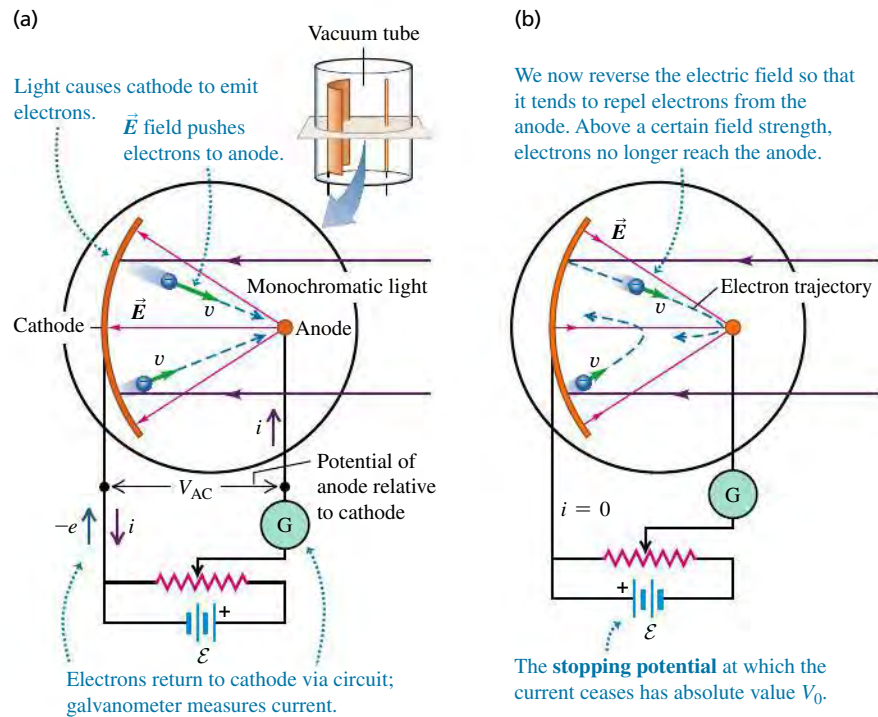 (a)
Vacuum tube
Light causes cathode to emit
electrons.
E⃗ field pushes
electrons to anode.
Monochromatic light
v
E⃗
Cathode
Anode
v
i
V_AC
Potential of
anode relative
to cathode
−e
i
G
+
ℰ
Electrons return to cathode via circuit;
galvanometer measures current.
(b)
We now reverse the electric field so that
it tends to repel electrons from the
anode. Above a certain field strength,
electrons no longer reach the anode.
E⃗
Electron trajectory
v
v
i = 0
G
+
ℰ
The stopping potential at which the
current ceases has absolute value V₀.